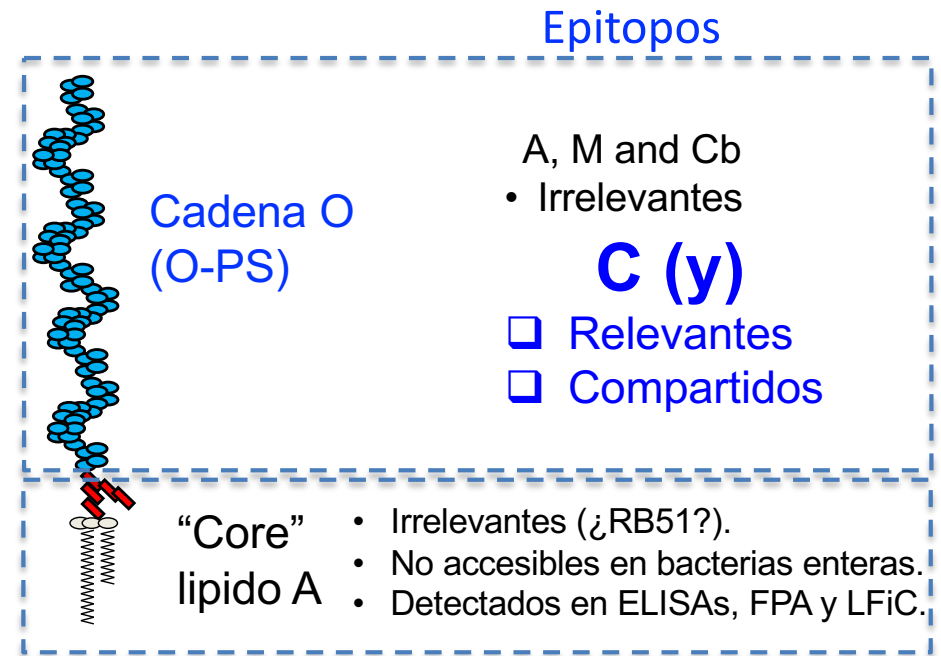 Epitopos
Cadena O
(O-PS)
A, M and Cb
• Irrelevantes
C (y)
❑ Relevantes
❑ Compartidos
“Core”
lipido A
• Irrelevantes (¿RB51?).
• No accesibles en bacterias enteras.
• Detectados en ELISAs, FPA y LFiC.